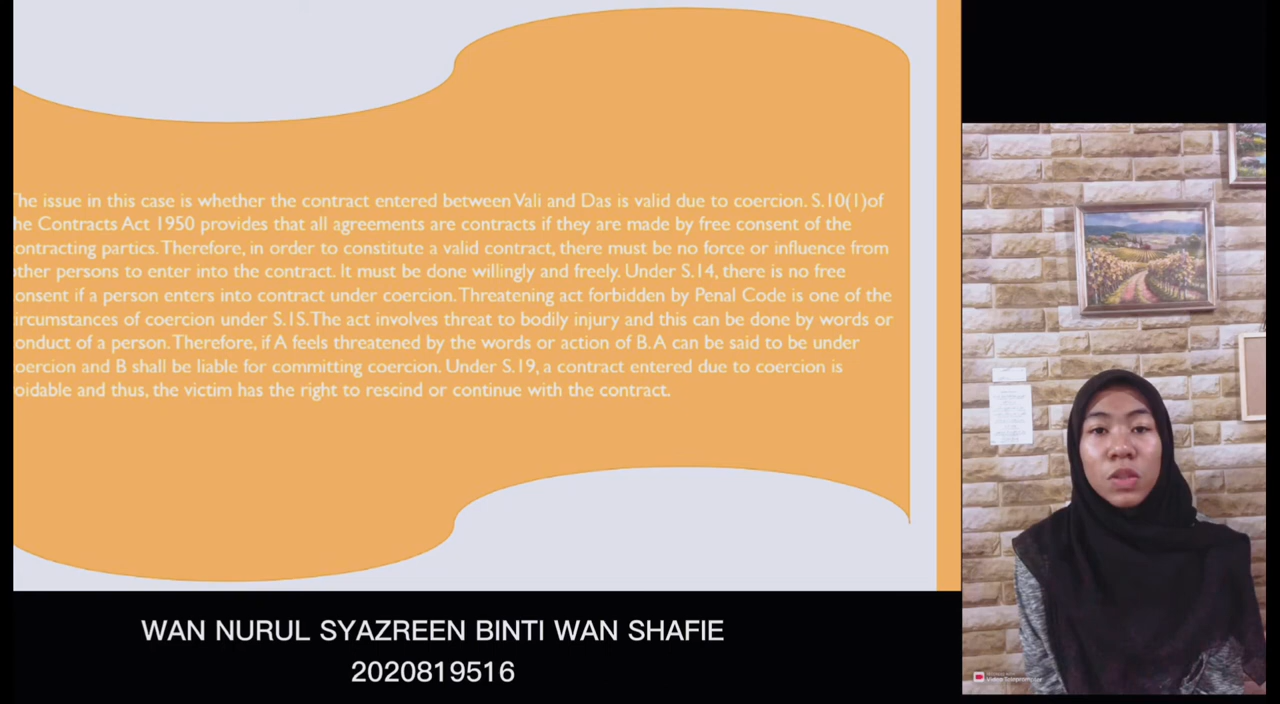 The issue in this case is whether the contract entered between Vali and Das is valid due to coercion. S.10(1)of
he Contracts Act 1950 provides that all agreements are contracts if they are made by free consent of the
ontracting partics. Therefore, in order to constitute a valid contract, there must be no force or influence from
other persons to enter into the contract. It must be done willingly and freely. Under S.14, there is no free
onsent if a person enters into contract under coercion. Threatening act forbidden by Penal Code is one of the
ircumstances of coercion under S.1S. The act involves threat to bodily injury and this can be done by words or
onduct of a person. Therefore, if A feels threatened by the words or action of B. A can be said to be under
oercion and B shall be liable for committing coercion. Under S.19, a contract entered due to coercion is
oidable and thus, the victim has the right to rescind or continue with the contract.
WAN NURUL SYAZREEN BINTI WAN SHAFIE
2020819516